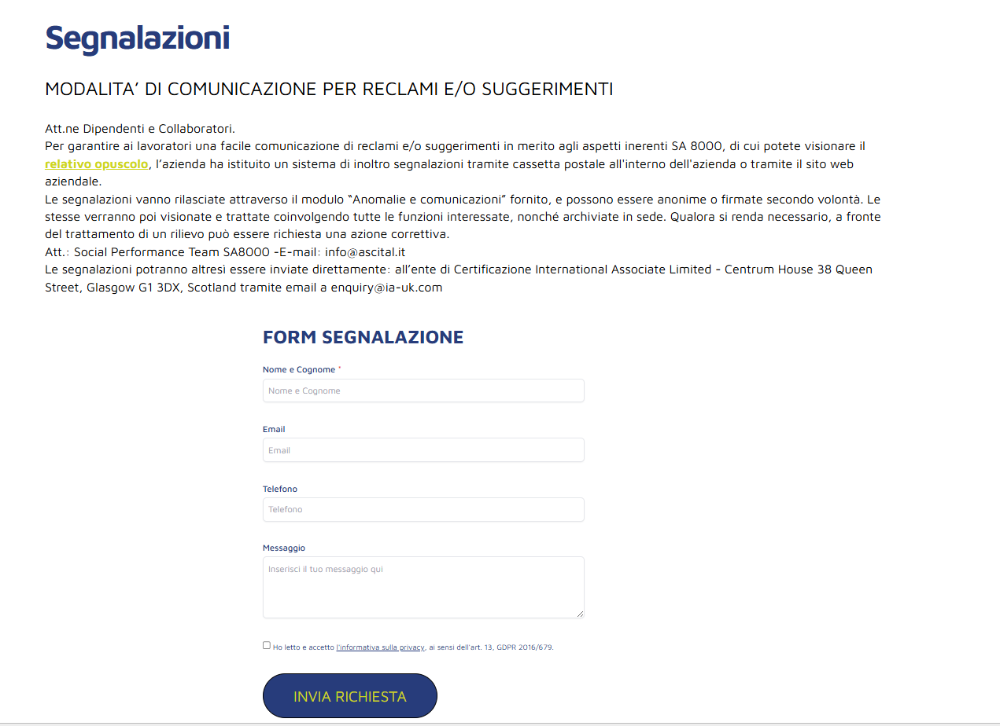 Segnalazioni
MODALITA’ DI COMUNICAZIONE PER RECLAMI E/O SUGGERIMENTI
Att.ne Dipendenti e Collaboratori.
Per garantire ai lavoratori una facile comunicazione di reclami e/o suggerimenti in merito agli aspetti inerenti SA 8000, di cui potete visionare il
relativo opuscolo, l’azienda ha istituito un sistema di inoltro segnalazioni tramite cassetta postale all'interno dell'azienda o tramite il sito web
aziendale.
Le segnalazioni vanno rilasciate attraverso il modulo “Anomalie e comunicazioni” fornito, e possono essere anonime o firmate secondo volontà. Le
stesse verranno poi visionate e trattate coinvolgendo tutte le funzioni interessate, nonché archiviate in sede. Qualora si renda necessario, a fronte
del trattamento di un rilievo può essere richiesta una azione correttiva.
Att.: Social Performance Team SA8000 -E-mail: info@ascital.it
Le segnalazioni potranno altresì essere inviate direttamente: all’ente di Certificazione International Associate Limited - Centrum House 38 Queen
Street, Glasgow G1 3DX, Scotland tramite email a enquiry@ia-uk.com
FORM SEGNALAZIONE
Nome e Cognome *
Nome e Cognome
Email
Email
Telefono
Telefono
Messaggio
Inserisci il tuo messaggio qui
Ho letto e accetto l'informativa sulla privacy, ai sensi dell'art. 13, GDPR 2016/679.
INVIA RICHIESTA